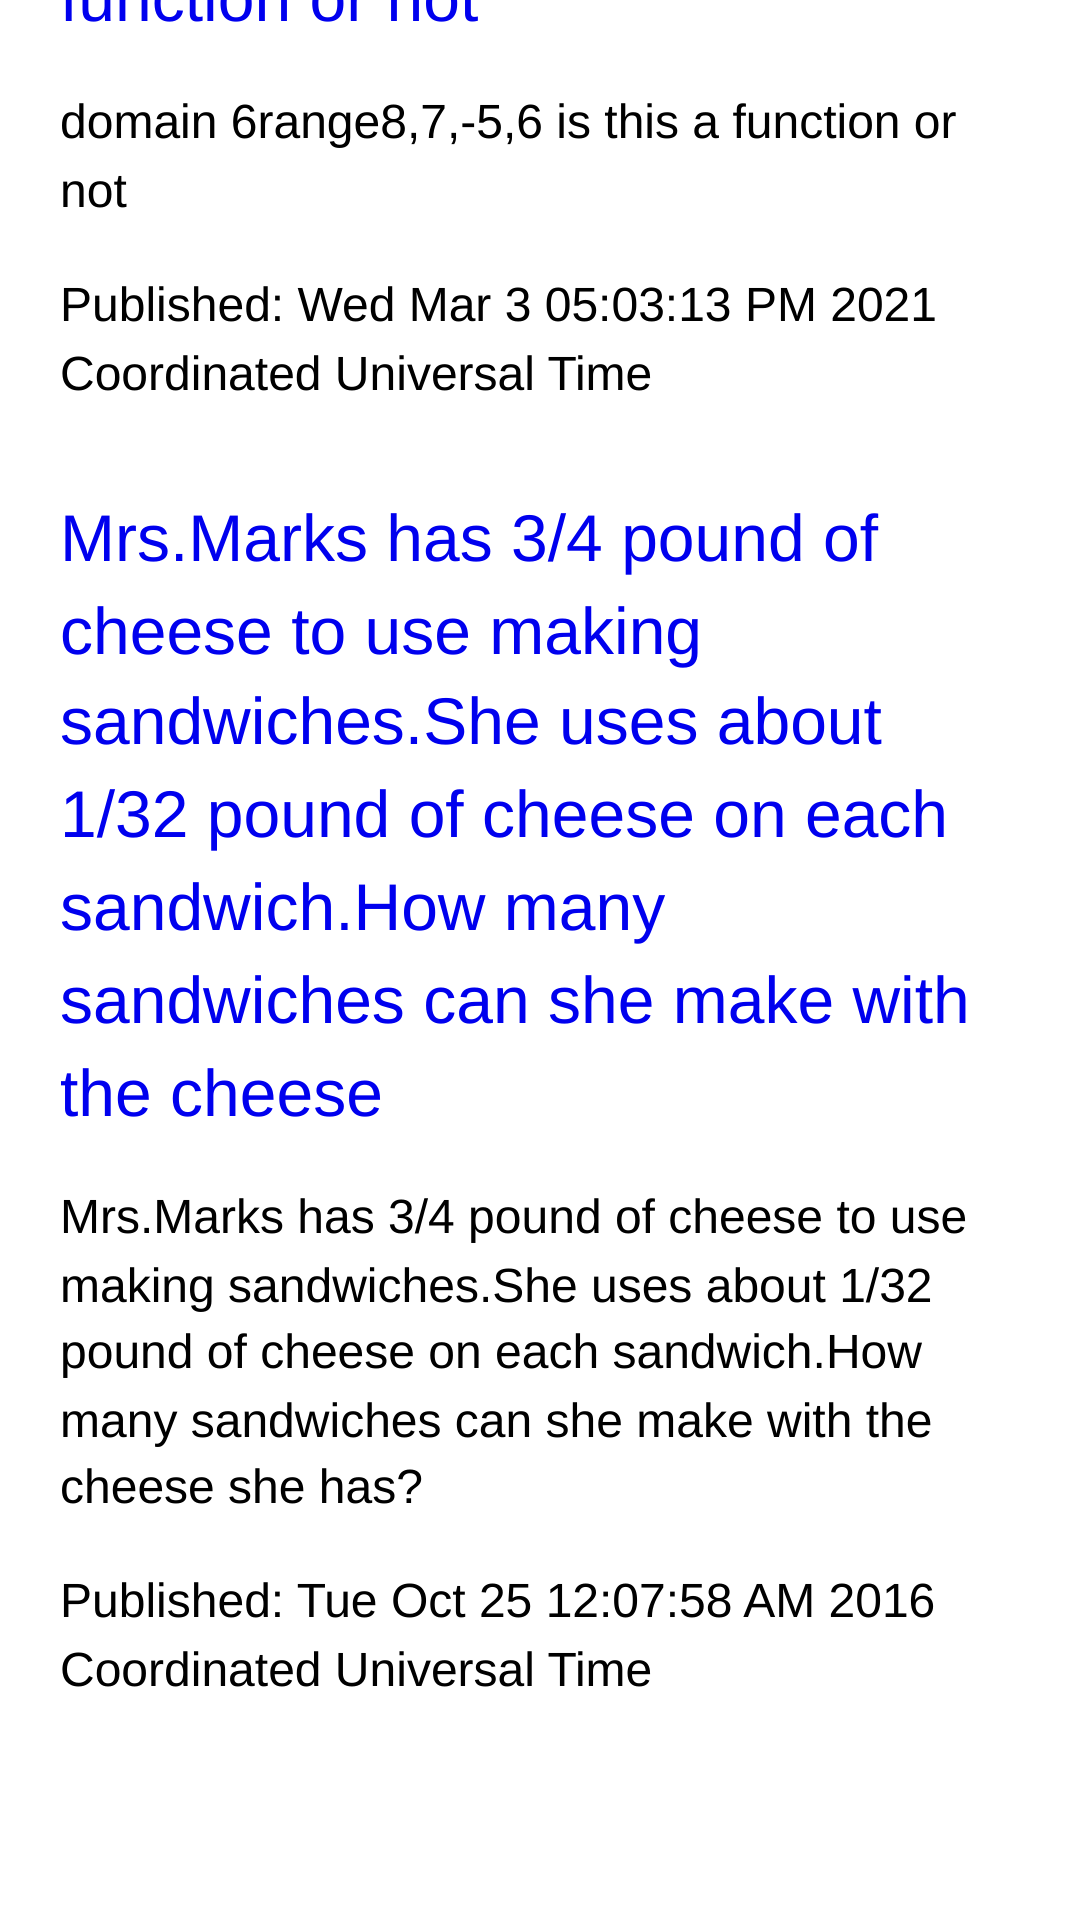 function or not
domain 6range8,7,-5,6 is this a function or
not
Published: Wed Mar 3 05:03:13 PM 2021
Coordinated Universal Time
Mrs.Marks has 3/4 pound of
cheese to use making
sandwiches.She uses about
1/32 pound of cheese on each
sandwich.How many
sandwiches can she make with
the cheese
Mrs.Marks has 3/4 pound of cheese to use
making sandwiches.She uses about 1/32
pound of cheese on each sandwich.How
many sandwiches can she make with the
cheese she has?
Published: Tue Oct 25 12:07:58 AM 2016
Coordinated Universal Time